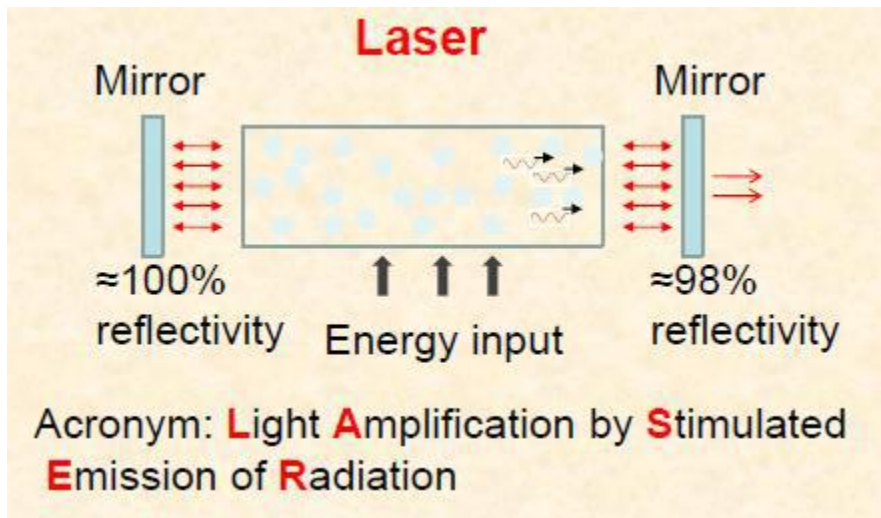 Laser
Mirror
Mirror
≈100%
reflectivity
Energy input
≈98%
reflectivity
Acronym: Light Amplification by Stimulated
Emission of Radiation